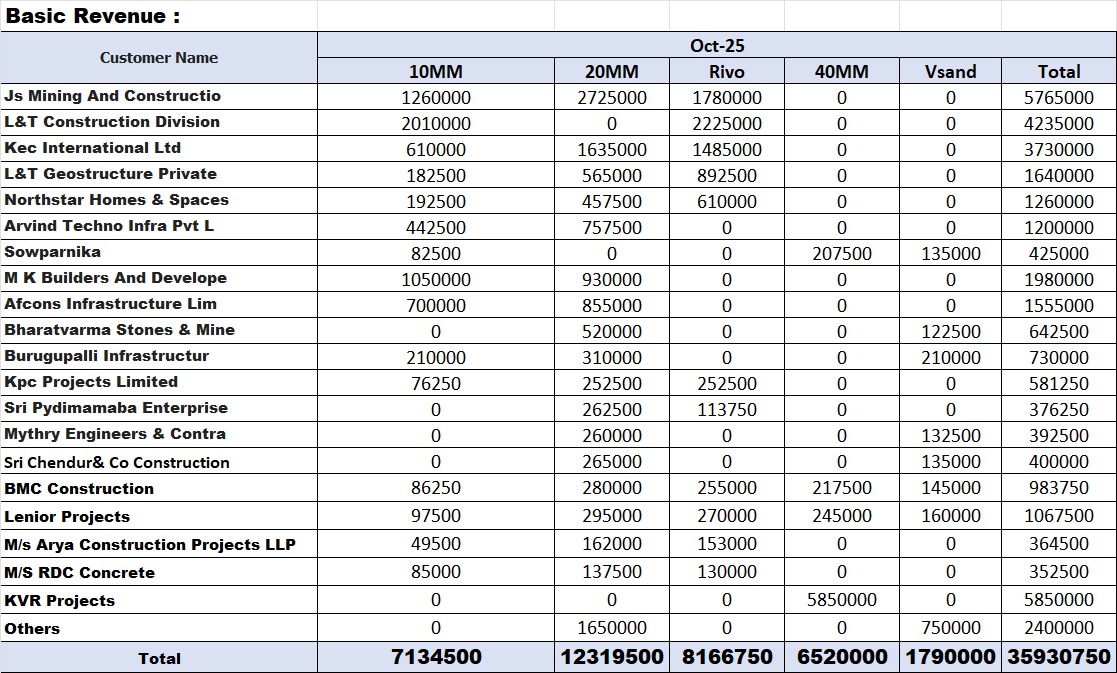 Basic Revenue :
Customer Name Oct-25
10MM 20MM Rivo 40MM Vsand Total
Js Mining And Constructio 1260000 2725000 1780000 0 0 5765000
L&T Construction Division 2010000 0 2225000 0 0 4235000
Kec International Ltd 610000 1635000 1485000 0 0 3730000
L&T Geostructure Private 182500 565000 892500 0 0 1640000
Northstar Homes & Spaces 192500 457500 610000 0 0 1260000
Arvind Techno Infra Pvt L 442500 757500 0 0 0 1200000
Sowparnika 82500 0 0 207500 135000 425000
M K Builders And Develope 1050000 930000 0 0 0 1980000
Afcons Infrastructure Lim 700000 855000 0 0 0 1555000
Bharatvarma Stones & Mine 0 520000 0 0 122500 642500
Burugupalli Infrastructur 210000 310000 0 0 210000 730000
Kpc Projects Limited 76250 252500 252500 0 0 581250
Sri Pydimamaba Enterprise 0 262500 113750 0 0 376250
Mythry Engineers & Contra 0 260000 0 0 132500 392500
Sri Chendur& Co Construction 0 265000 0 0 135000 400000
BMC Construction 86250 280000 255000 217500 145000 983750
Lenior Projects 97500 295000 270000 245000 160000 1067500
M/s Arya Construction Projects LLP 49500 162000 153000 0 0 364500
M/S RDC Concrete 85000 137500 130000 0 0 352500
KVR Projects 0 0 0 5850000 0 5850000
Others 0 1650000 0 0 750000 2400000
Total 7134500 12319500 8166750 6520000 1790000 35930750